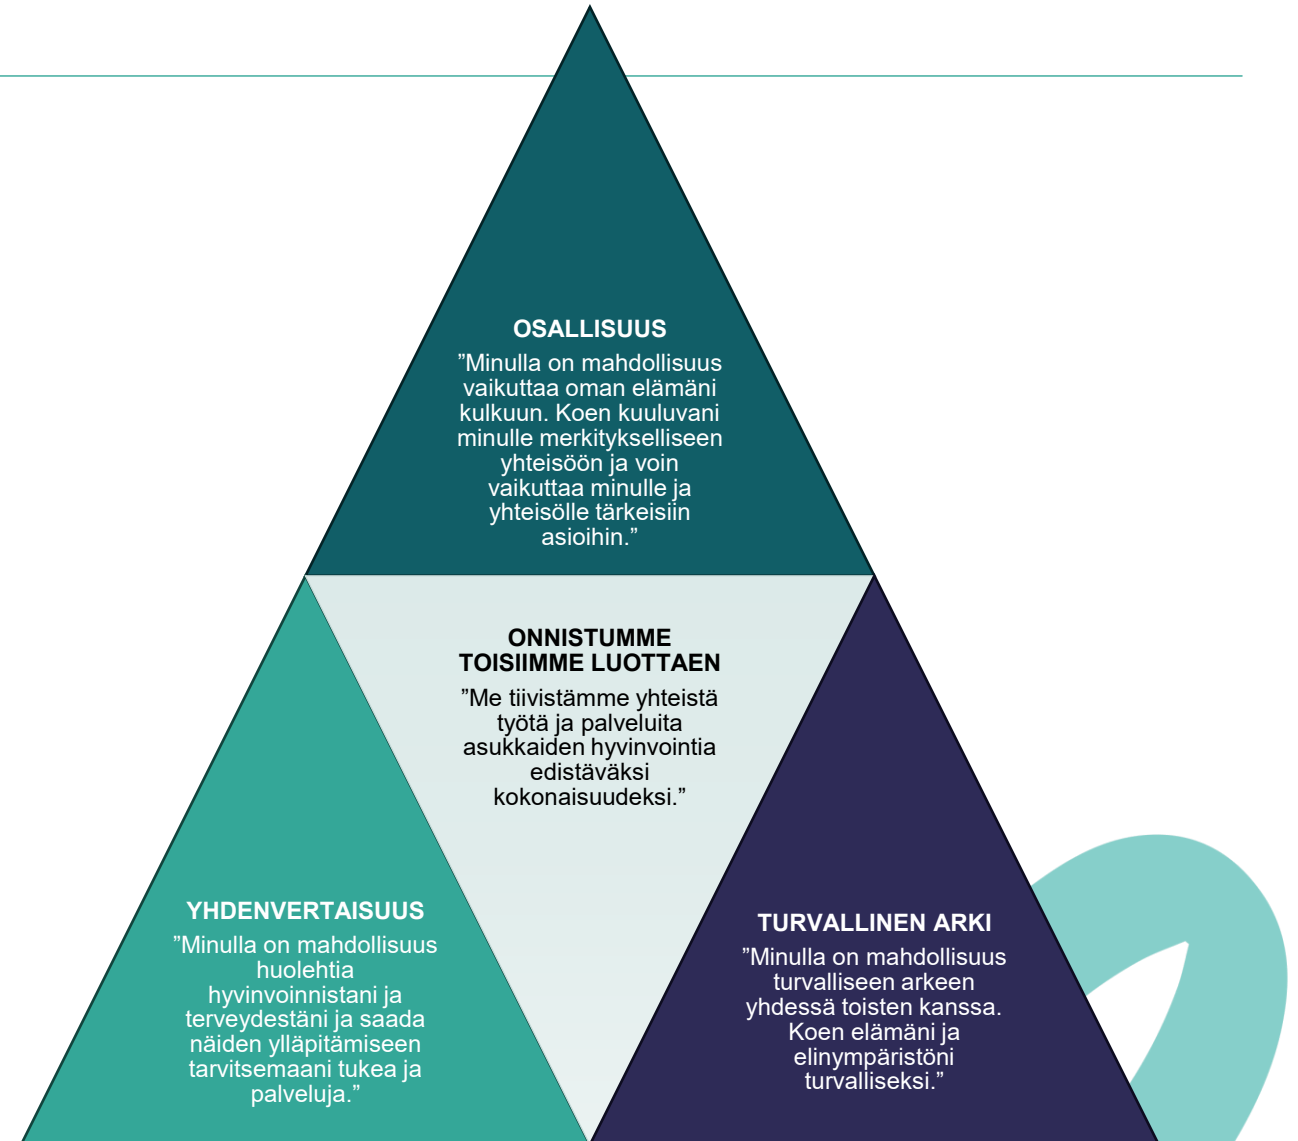 OSALLISUUS
”Minulla on mahdollisuus
vaikuttaa oman elämäni
kulkuun. Koen kuuluvani
minulle merkitykselliseen
yhteisöön ja voin
vaikuttaa minulle ja
yhteisölle tärkeisiin
asioihin.”
ONNISTUMME
TOISIIMME LUOTTAEN
”Me tiivistämme yhteistä
työtä ja palveluita
asukkaiden hyvinvointia
edistäväksi
kokonaisuudeksi.”
YHDENVERTAISUUS
”Minulla on mahdollisuus
huolehtia
hyvinvoinnistani ja
terveydestäni ja saada
näiden ylläpitämiseen
tarvitsemaani tukea ja
palveluja.”
TURVALLINEN ARKI
”Minulla on mahdollisuus
turvalliseen arkeen
yhdessä toisten kanssa.
Koen elämäni ja
elinympäristöni
turvalliseksi.”